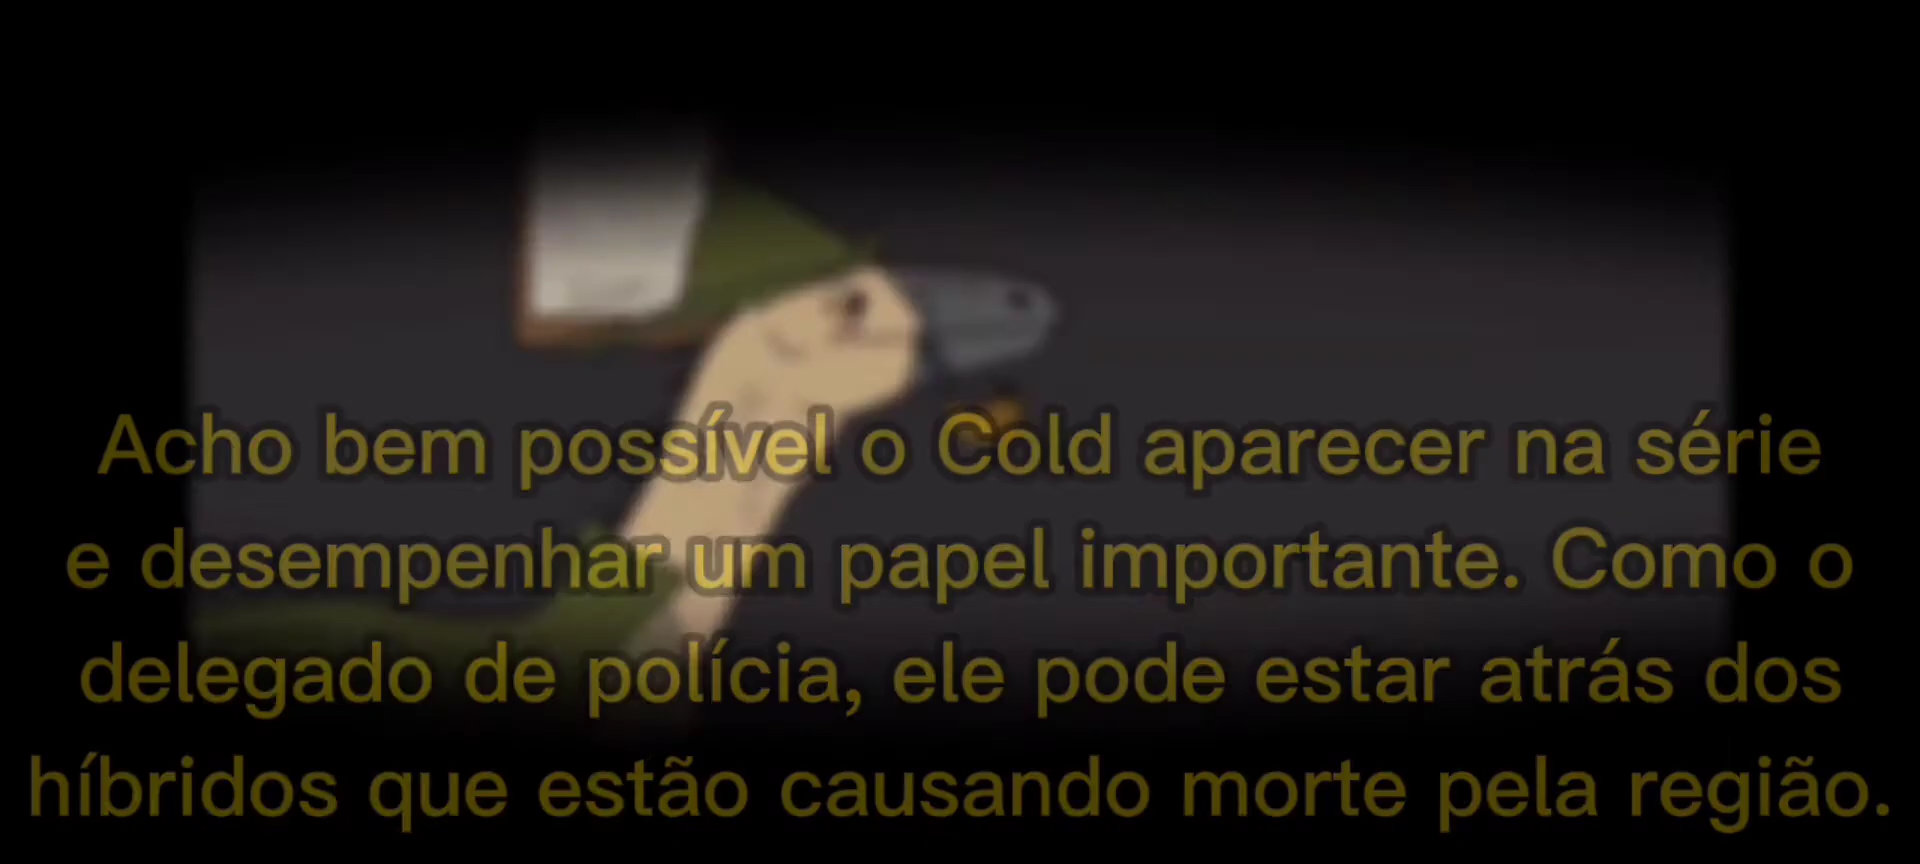 Acho bem possível o Cold aparecer na série
e desempenhar um papel importante. Como o
delegado de polícia, ele pode estar atrás dos
híbridos que estão causando morte pela região.